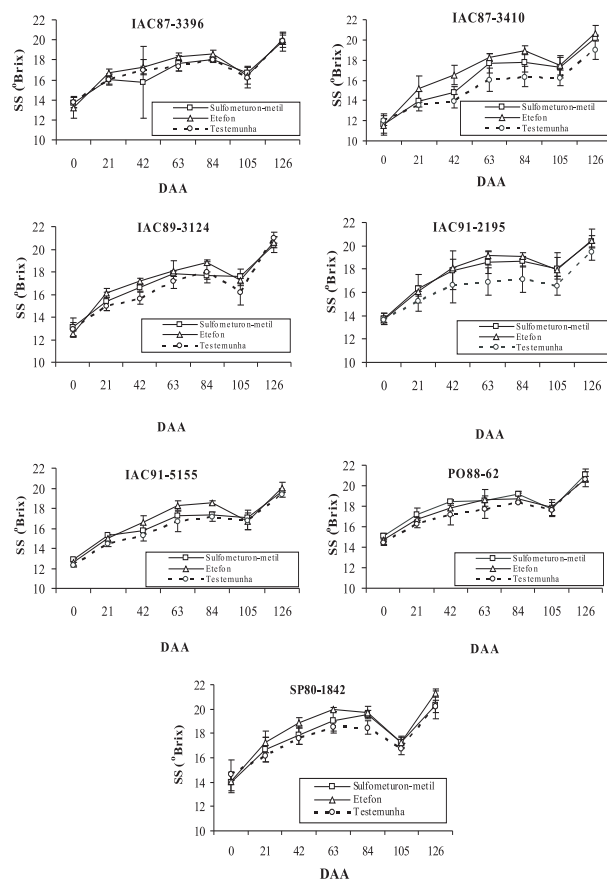 IAC87-3396
22
20
18
16
14
12
10
SS (°Brix)
Sulfometuron-metil
Etefon
Testemunha
0 21 42 63 84 105 126
DAA
IAC87-3410
22
20
18
16
14
12
10
SS (°Brix)
Sulfometuron-metil
Etefon
Testemunha
0 21 42 63 84 105 126
DAA
IAC89-3124
22
20
18
16
14
12
10
SS (°Brix)
Sulfometuron-metil
Etefon
Testemunha
0 21 42 63 84 105 126
DAA
IAC91-2195
22
20
18
16
14
12
10
SS (°Brix)
Sulfometuron-metil
Etefon
Testemunha
0 21 42 63 84 105 126
DAA
IAC91-5155
22
20
18
16
14
12
10
SS (°Brix)
Sulfometuron-metil
Etefon
Testemunha
0 21 42 63 84 105 126
DAA
PO88-62
22
20
18
16
14
12
10
SS (°Brix)
Sulfometuron-metil
Etefon
Testemunha
0 21 42 63 84 105 126
DAA
SP80-1842
22
20
18
16
14
12
10
SS (°Brix)
Sulfometuron-metil
Etefon
Testemunha
0 21 42 63 84 105 126
DAA